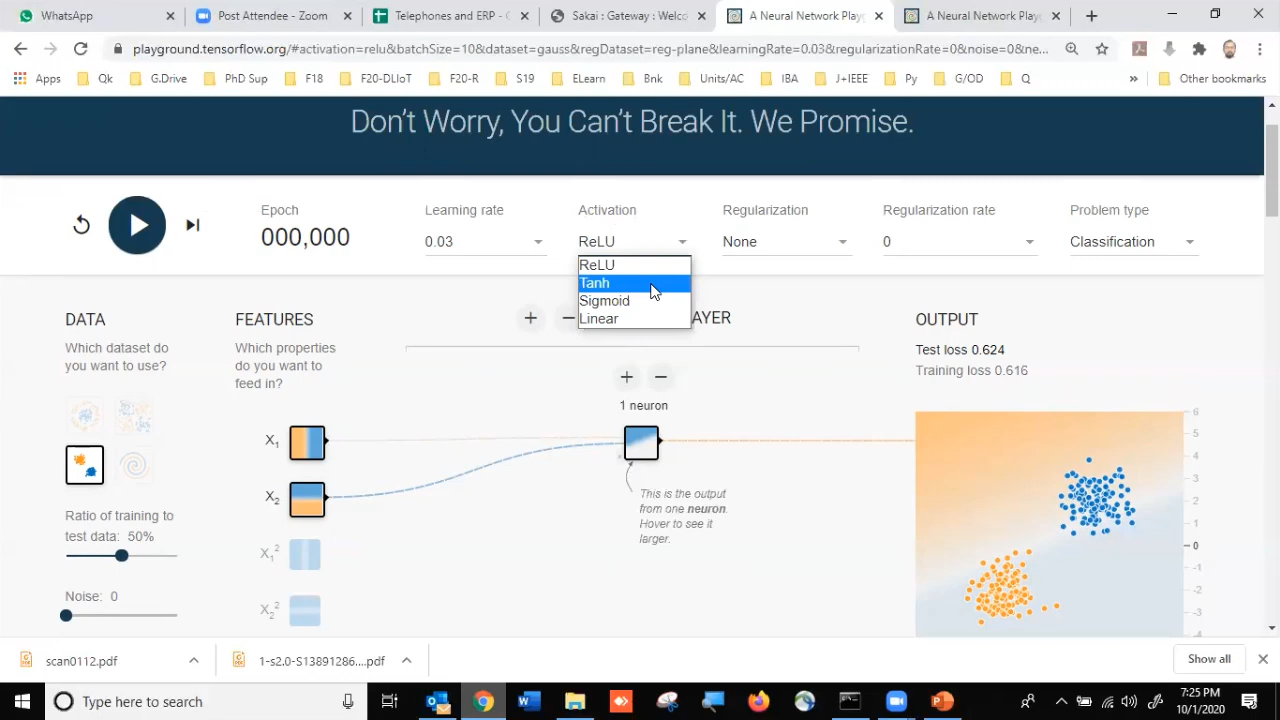 WhatsApp
Post Attendee - Zoom
Telephones and ERP -
Sakai : Gateway : Welco
A Neural Network Playg
A Neural Network Playg
playground.tensorflow.org/#activation=relu&batchSize=10&dataset=gauss&regDataset=reg-plane&learningRate=0.03&regularizationRate=0&noise=0&ne...
Apps
Qk
G.Drive
PhD Sup
F18
F20-DLIoT
F20-R
S19
ELearn
Bnk
Units/AC
IBA
J+IEEE
Py
G/OD
Q
»
Other bookmarks
Don't Worry, You Can't Break It. We Promise.
Epoch
000,000
Learning rate
0.03
Activation
ReLU
Regularization
None
Regularization rate
0
Problem type
Classification
ReLU
Tanh
Sigmoid
Linear
DATA
Which dataset do
you want to use?
Ratio of training to
test data: 50%
Noise: 0
FEATURES
Which properties
do you want to
feed in?
X1
X2
X1²
X2²
+ − AYER
+ −
1 neuron
This is the output
from one neuron.
Hover to see it
larger.
OUTPUT
Test loss 0.624
Training loss 0.616
6
5
4
3
2
1
0
-1
-2
-3
-4
scan0112.pdf
1-s2.0-S13891286....pdf
Show all
Type here to search
7:25 PM
10/1/2020